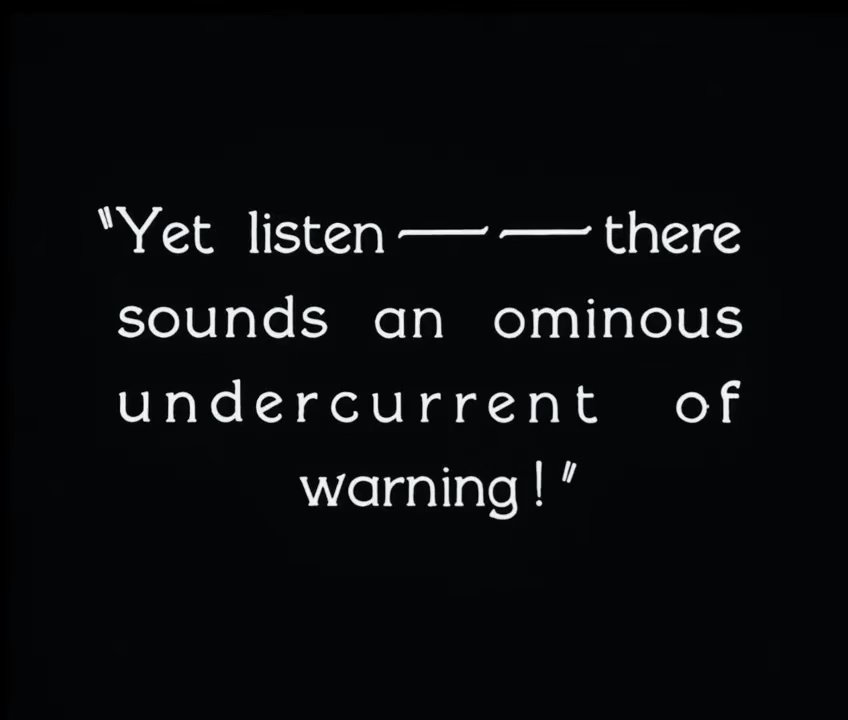 "Yet listen — — there
sounds an ominous
undercurrent of
warning!"